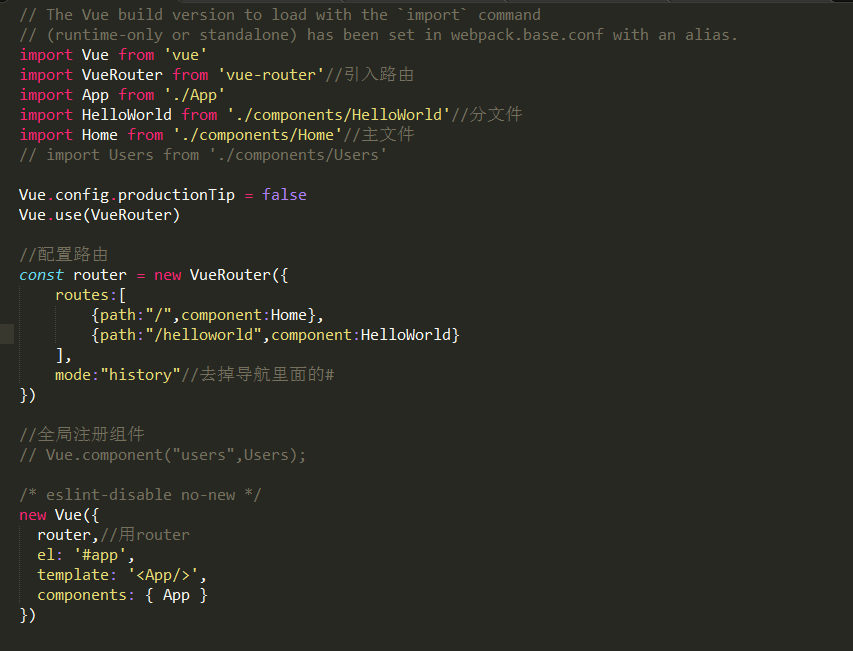 // The Vue build version to load with the `import` command
// (runtime-only or standalone) has been set in webpack.base.conf with an alias.
import Vue from 'vue'
import VueRouter from 'vue-router'//引入路由
import App from './App'
import HelloWorld from './components/HelloWorld'//分文件
import Home from './components/Home'//主文件
// import Users from './components/Users'
Vue.config.productionTip = false
Vue.use(VueRouter)
//配置路由
const router = new VueRouter({
routes:[
{path:"/",component:Home},
{path:"/helloworld",component:HelloWorld}
],
mode:"history"//去掉导航里面的#
})
//全局注册组件
// Vue.component("users",Users);
/* eslint-disable no-new */
new Vue({
router,//用router
el: '#app',
template: '<App/>',
components: { App }
})